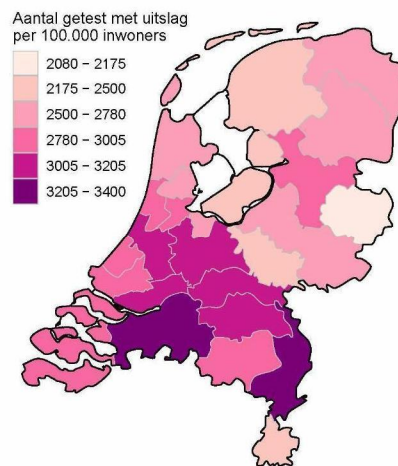 Aantal getest met uitslag
per 100.000 inwoners
2080 – 2175
2175 – 2500
2500 – 2780
2780 – 3005
3005 – 3205
3205 – 3400